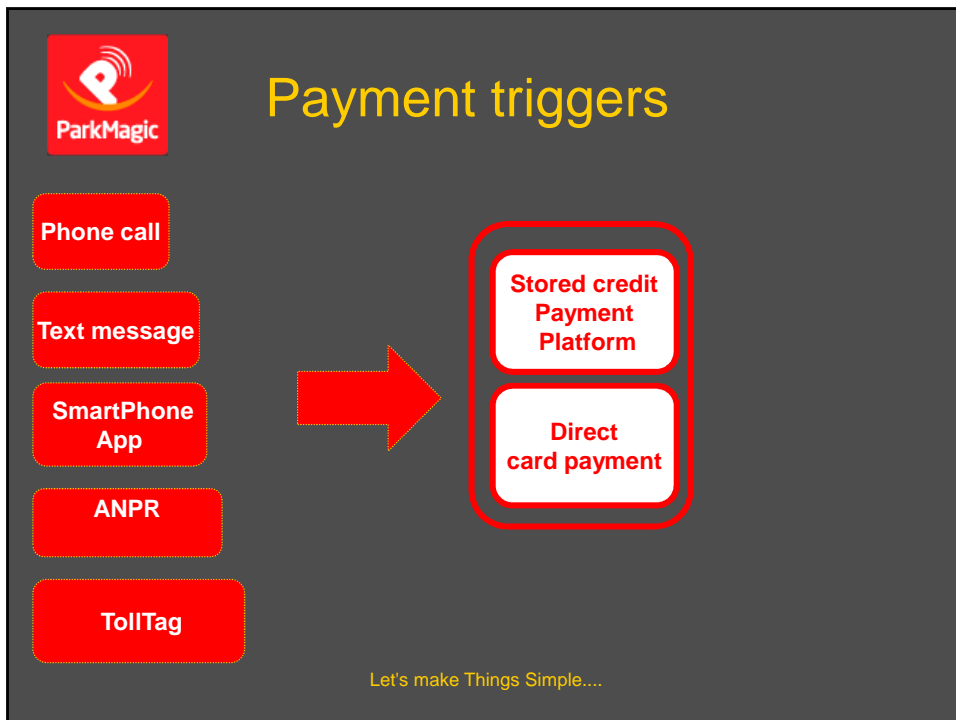 ParkMagic
Payment triggers
Phone call
Text message
SmartPhone
App
ANPR
TollTag
Stored credit
Payment
Platform
Direct
card payment
Let's make Things Simple....